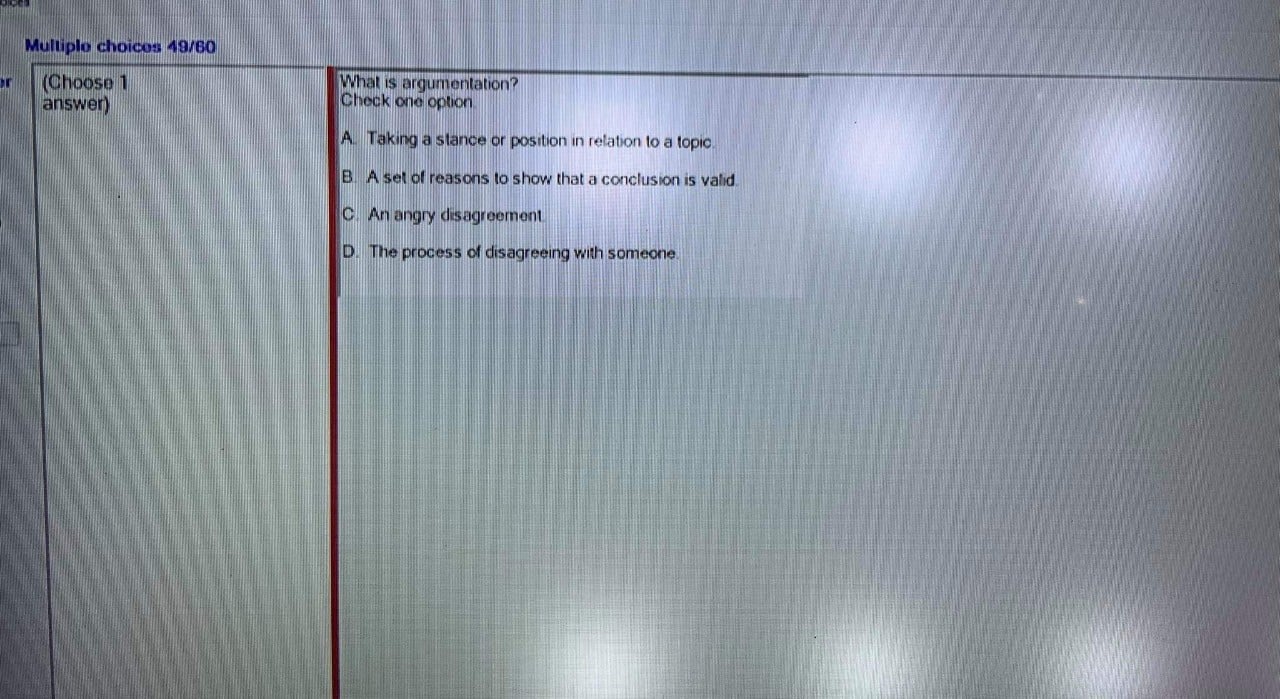 Multiple choices 49/60
(Choose 1
answer)
What is argumentation?
Check one option.
A. Taking a stance or position in relation to a topic.
B. A set of reasons to show that a conclusion is valid.
C. An angry disagreement.
D. The process of disagreeing with someone.